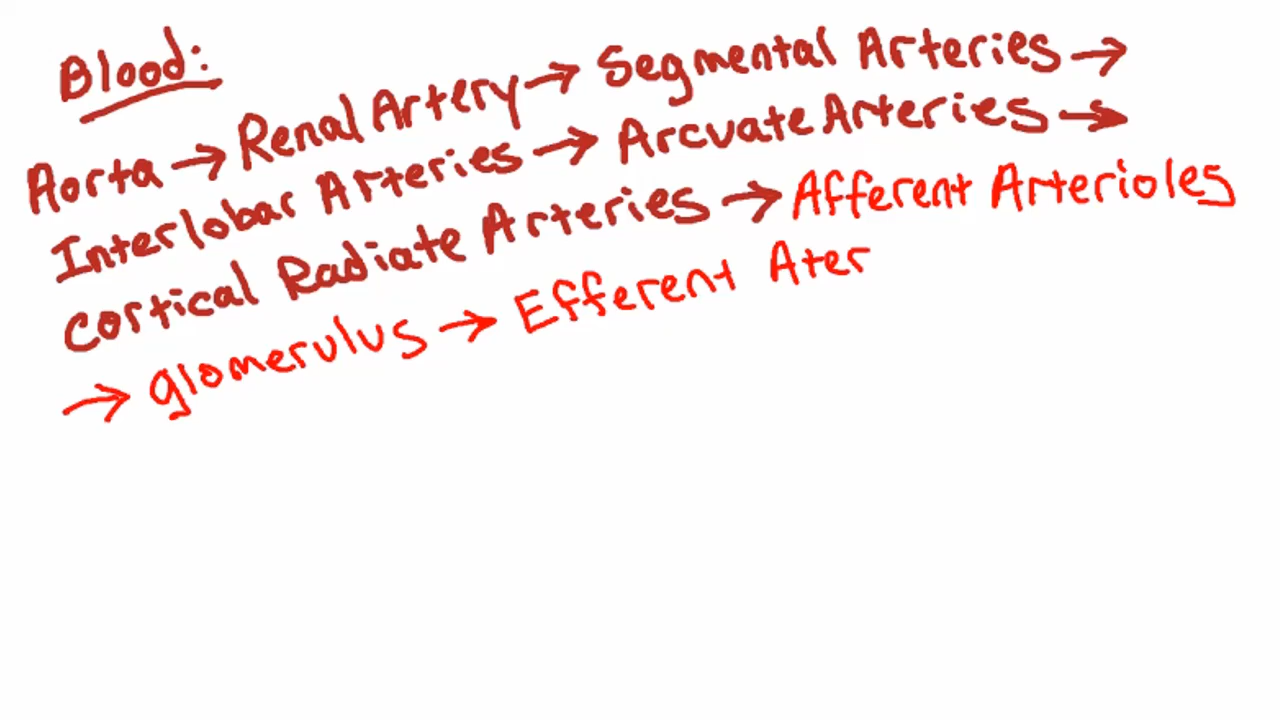 Blood:
Aorta → Renal Artery → Segmental Arteries →
Interlobar Arteries → Arcuate Arteries →
Cortical Radiate Arteries → Afferent Arterioles
→ glomerulus → Efferent Ater